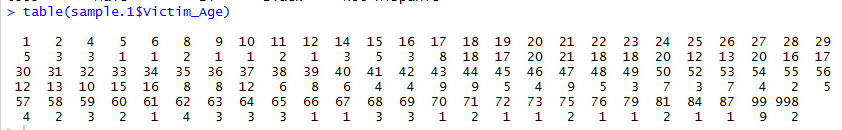 > table(sample.1$Victim_Age)
1 2 4 5 6 8 9 10 11 12 14 15 16 17 18 19 20 21 22 23 24 25 26 27 28 29
5 3 3 1 1 2 1 1 2 1 3 5 3 8 18 17 20 21 18 18 20 12 13 20 16 17
30 31 32 33 34 35 36 37 38 39 40 41 42 43 44 45 46 47 48 49 50 52 53 54 55 56
12 13 10 15 16 8 8 12 6 8 6 4 4 9 9 5 4 9 5 3 7 3 7 4 2 5
57 58 59 60 61 62 63 64 65 66 67 68 69 70 71 72 73 75 76 79 81 84 87 99 998
4 2 3 2 1 4 3 3 3 1 1 3 3 1 2 1 1 2 1 1 2 1 1 9 2